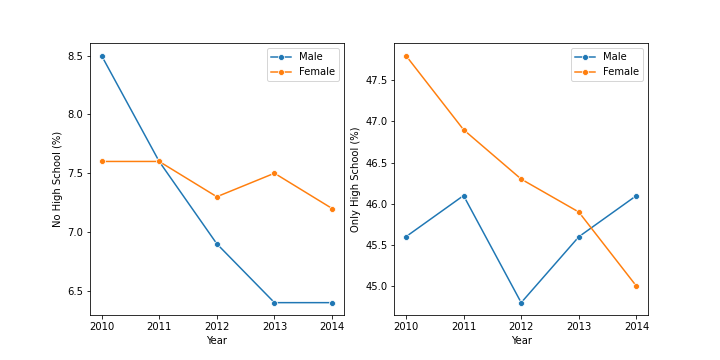 Male
Female
No High School (%)
8.5
8.0
7.5
7.0
6.5
2010 2011 2012 2013 2014
Year
Male
Female
Only High School (%)
47.5
47.0
46.5
46.0
45.5
45.0
2010 2011 2012 2013 2014
Year